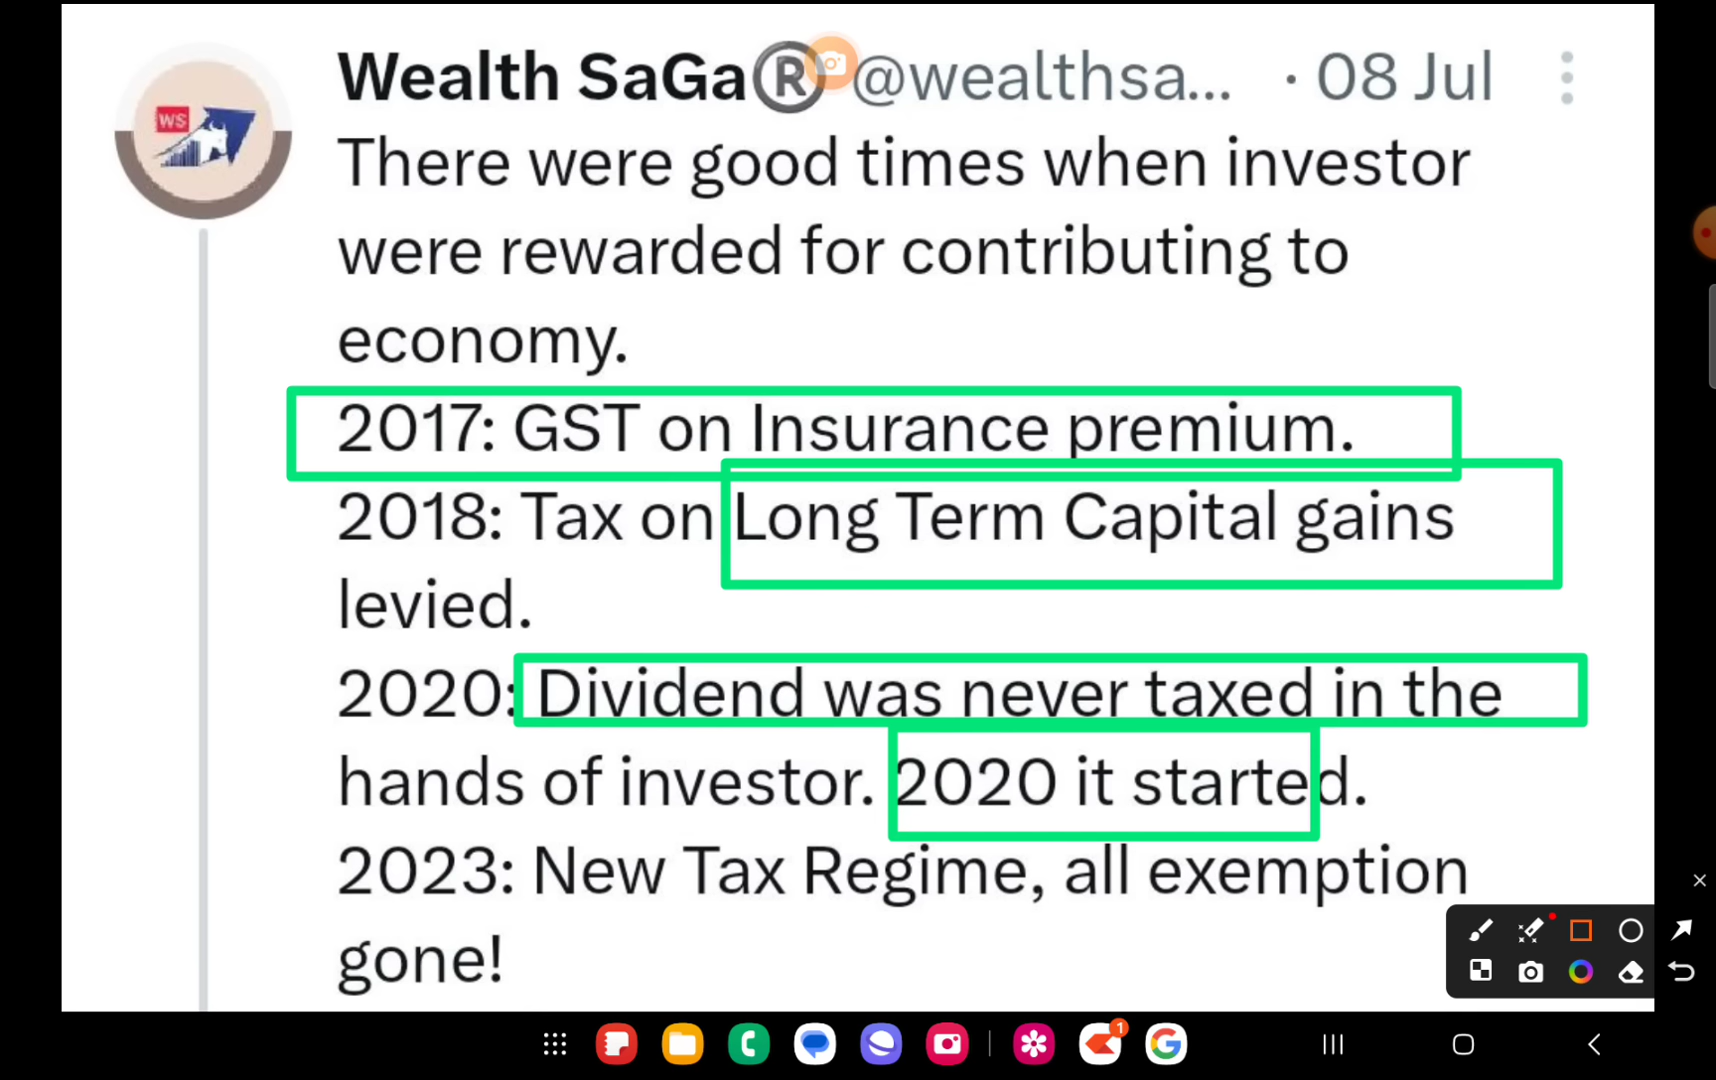 Wealth SaGa® @wealthsa... · 08 Jul
WS
There were good times when investor
were rewarded for contributing to
economy.
2017: GST on Insurance premium.
2018: Tax on Long Term Capital gains
levied.
2020: Dividend was never taxed in the
hands of investor. 2020 it started.
2023: New Tax Regime, all exemption
gone!
1